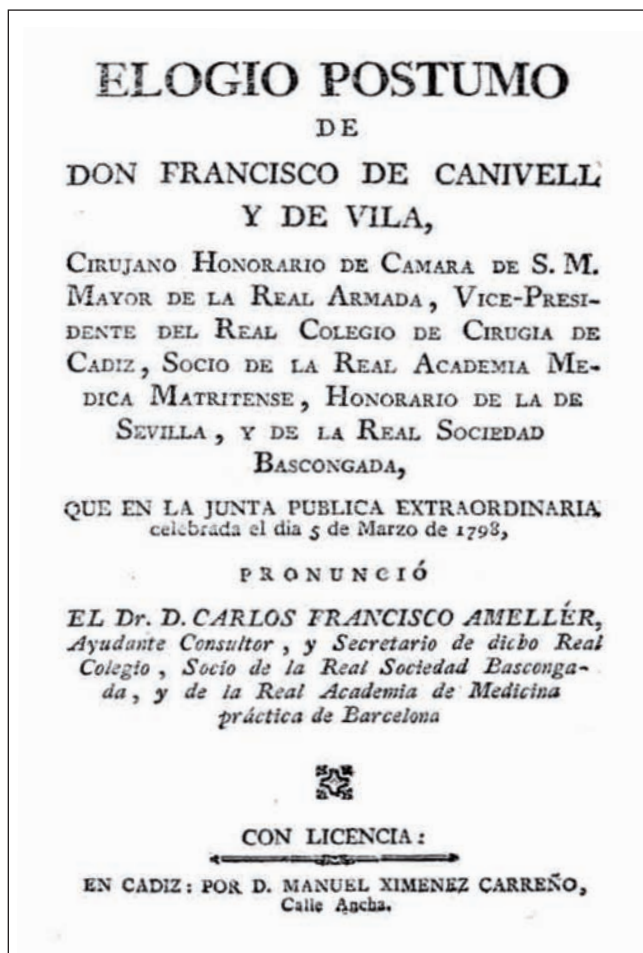 ELOGIO POSTUMO
DE
DON FRANCISCO DE CANIVELL
Y DE VILA,
CIRUJANO HONORARIO DE CAMARA DE S. M.
MAYOR DE LA REAL ARMADA, VICE-PRESI-
DENTE DEL REAL COLEGIO DE CIRUGIA DE
CADIZ, SOCIO DE LA REAL ACADEMIA ME-
DICA MATRITENSE, HONORARIO DE LA DE
SEVILLA, Y DE LA REAL SOCIEDAD
BASCONGADA,
QUE EN LA JUNTA PUBLICA EXTRAORDINARIA
celebrada el dia 5 de Marzo de 1798,
PRONUNCIÓ
EL Dr. D. CARLOS FRANCISCO AMELLÉR,
Ayudante Consultor, y Secretario de dicho Real
Colegio, Socio de la Real Sociedad Basconga-
da, y de la Real Academia de Medicina
práctica de Barcelona
CON LICENCIA:
EN CADIZ: POR D. MANUEL XIMENEZ CARREÑO,
Calle Ancha.